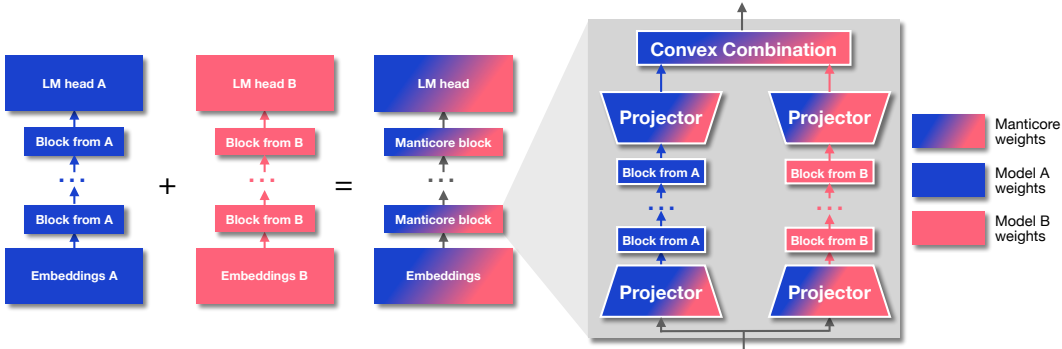 LM head A
Block from A
...
Block from A
Embeddings A
+
LM head B
Block from B
...
Block from B
Embeddings B
=
LM head
Manticore block
...
Manticore block
Embeddings
Convex Combination
Projector
Block from A
...
Block from A
Projector
Projector
Block from B
...
Block from B
Projector
Manticore
weights
Model A
weights
Model B
weights